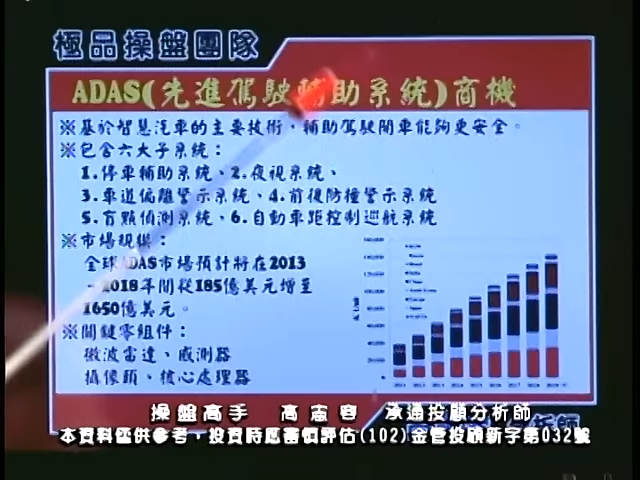 極品操盤團隊
ADAS(先進駕駛輔助系統)商機
※基於智慧汽車的主要技術，輔助駕駛開車能夠更安全。
※包含六大子系統：
1.停車輔助系統、2.夜視系統、
3.車道偏離警示系統、4.前後防撞警示系統
5.盲點偵測系統、6.自動車距控制巡航系統
※市場規模：
全球ADAS市場預計將在2013
-2018年間從185億美元增至
1650億美元。
※關鍵零組件：
微波雷達、感測器
攝像頭、核心處理器
操盤高手 高憲容 承通投顧分析師
本資料僅供參考，投資時應審慎評估(102)金管投顧新字第032號